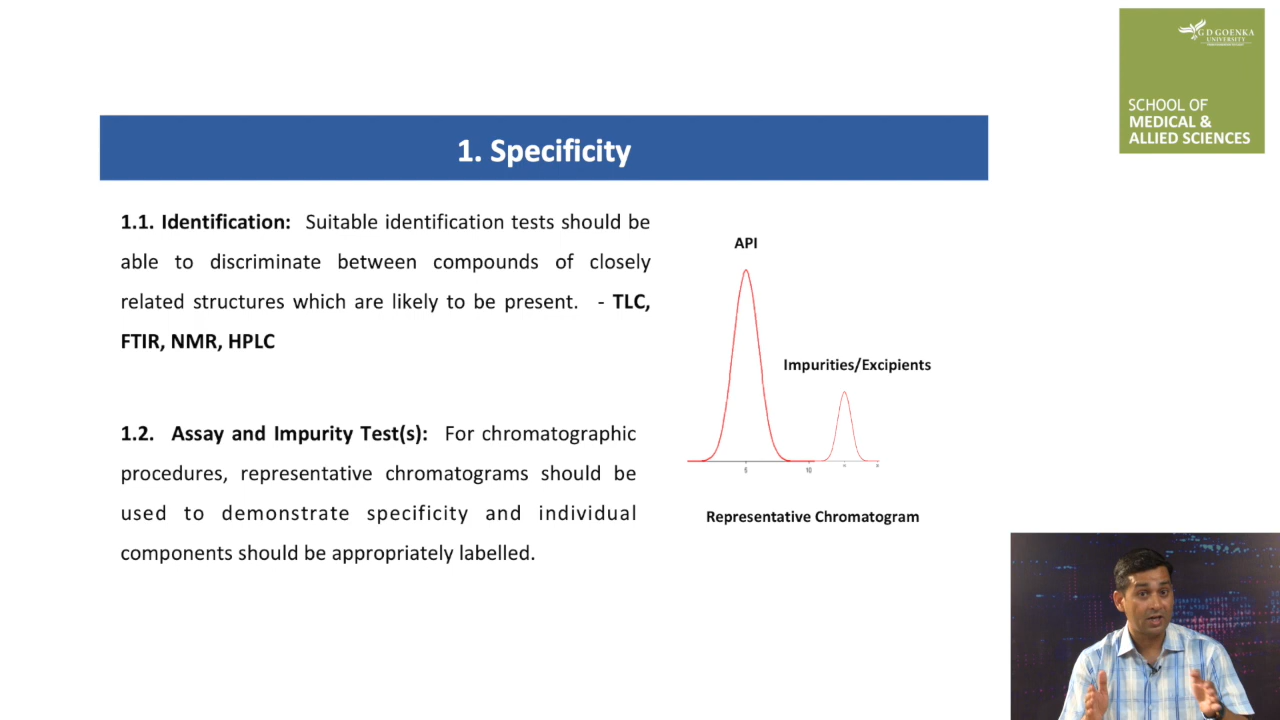 G D GOENKA
UNIVERSITY
SCHOOL OF
MEDICAL &
ALLIED SCIENCES
1. Specificity
1.1. Identification: Suitable identification tests should be
able to discriminate between compounds of closely
related structures which are likely to be present. - TLC,
FTIR, NMR, HPLC
1.2. Assay and Impurity Test(s): For chromatographic
procedures, representative chromatograms should be
used to demonstrate specificity and individual
components should be appropriately labelled.
API
Impurities/Excipients
5
10
Representative Chromatogram